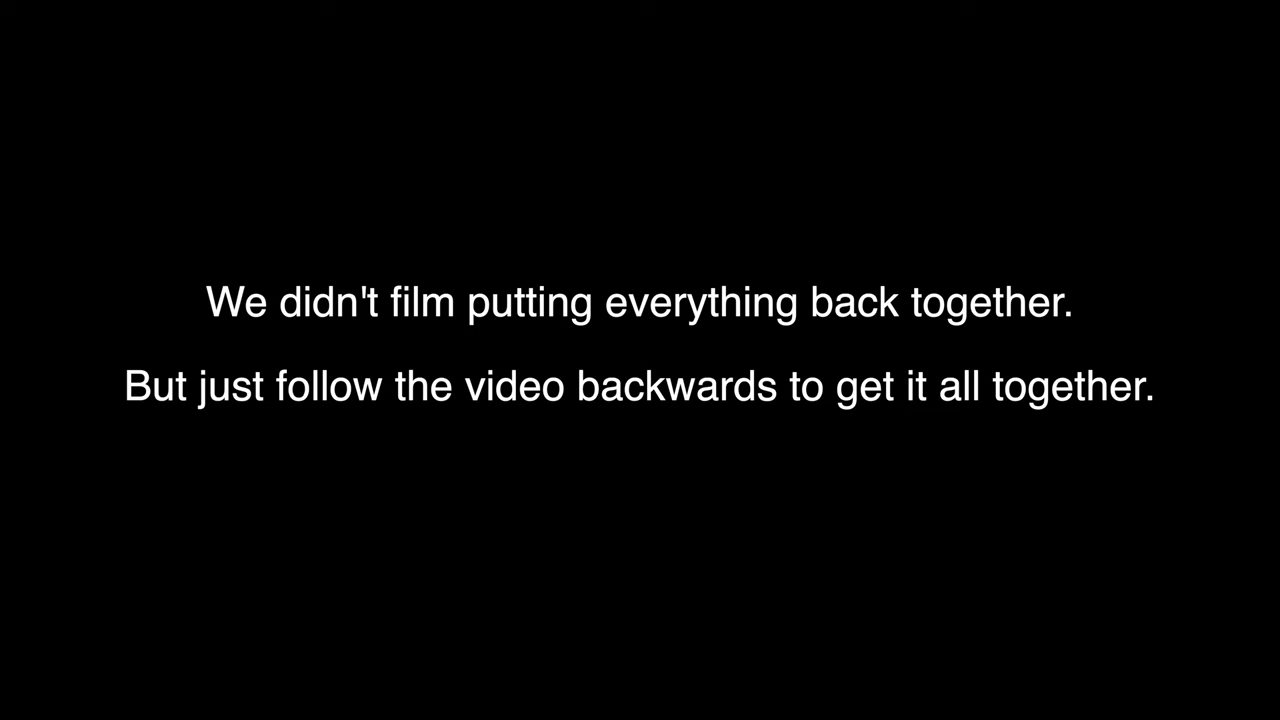 We didn't film putting everything back together.
But just follow the video backwards to get it all together.